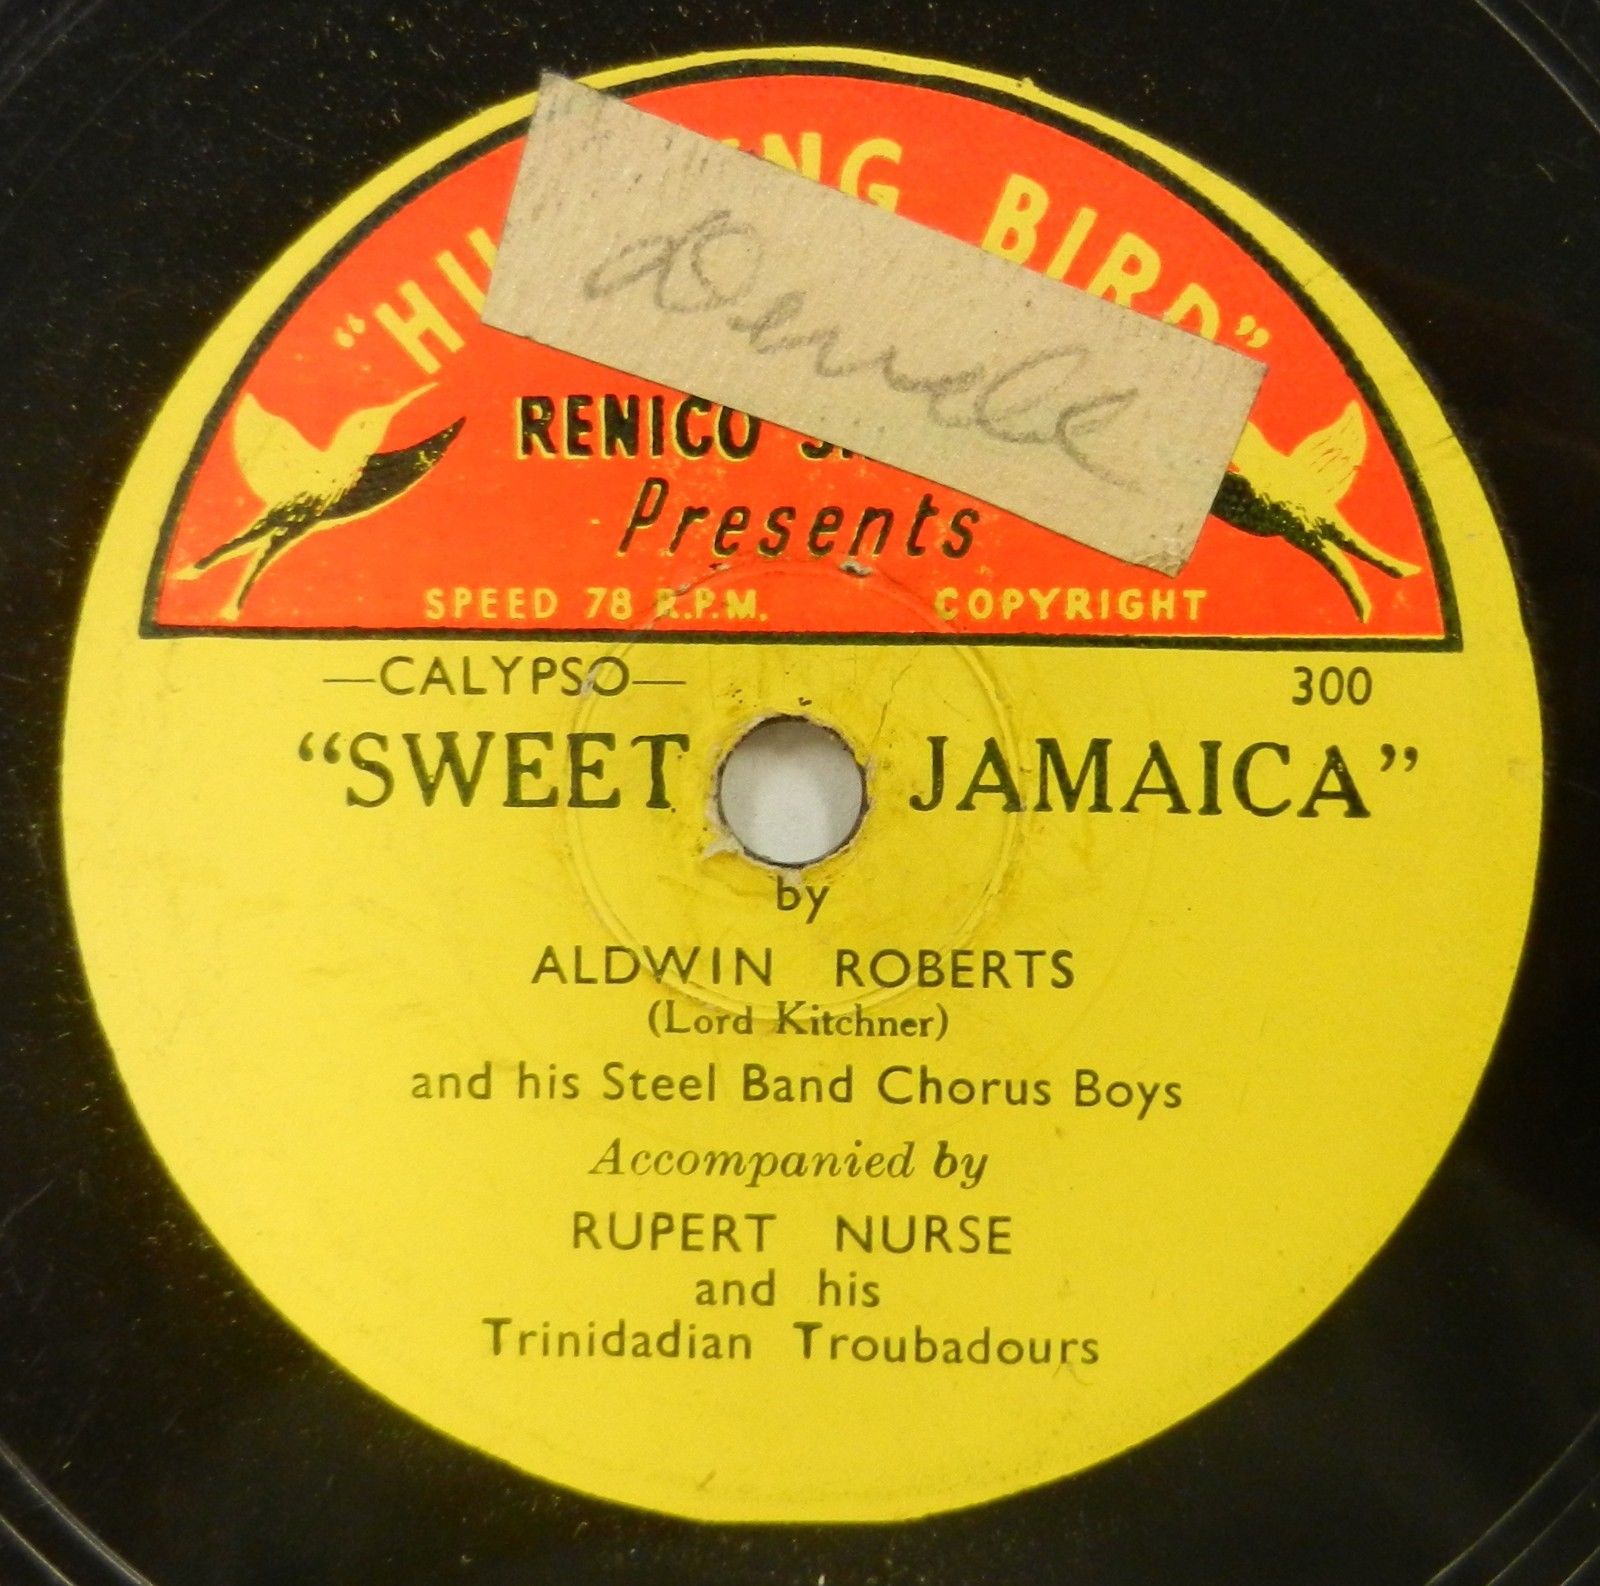 "HU NG BIRD"
Derrell
RENICO
Presents
SPEED 78 R.P.M. COPYRIGHT
—CALYPSO— 300
"SWEET JAMAICA"
by
ALDWIN ROBERTS
(Lord Kitchner)
and his Steel Band Chorus Boys
Accompanied by
RUPERT NURSE
and his
Trinidadian Troubadours